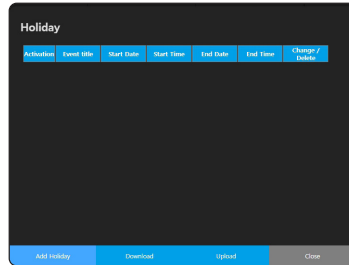 Holiday
Activation Event title Start Date Start Time End Date End Time Change / Delete
Add Holiday Download Upload Close